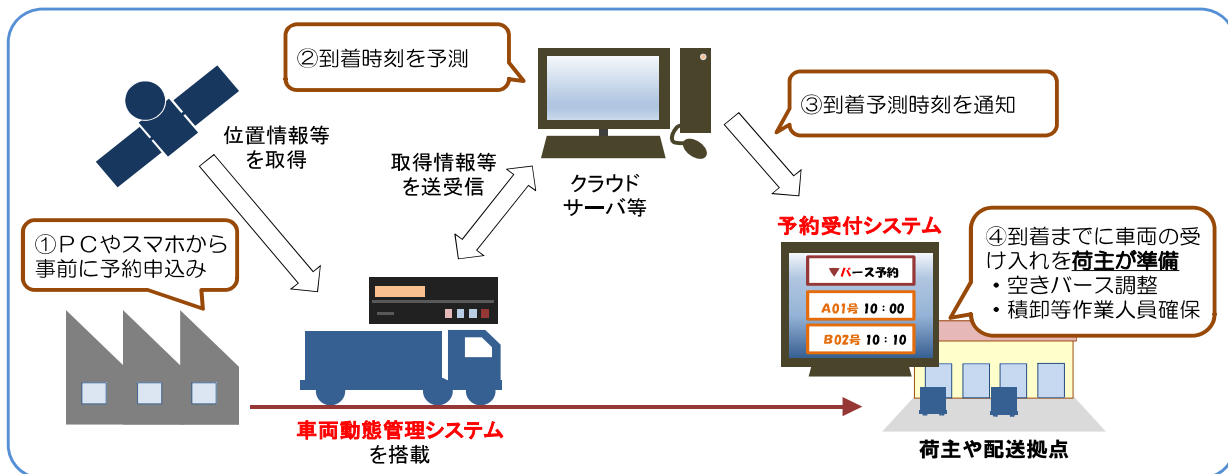 ②到着時刻を予測
③到着予測時刻を通知
位置情報等
を取得
取得情報等
を送受信
クラウド
サーバ等
①ＰＣやスマホから
事前に予約申込み
予約受付システム
▼バース予約
A01号 10：00
B02号 10：10
④到着までに車両の受
け入れを荷主が準備
・空きバース調整
・積卸等作業人員確保
車両動態管理システム
を搭載
荷主や配送拠点